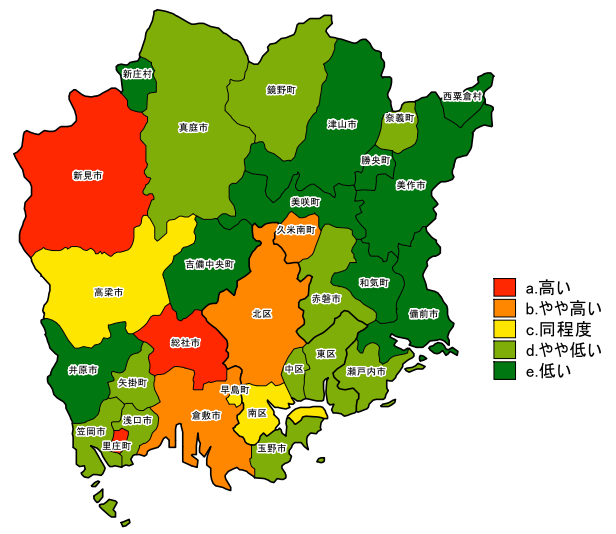 新庄村
鏡野町
西粟倉村
津山市
奈義町
真庭市
勝央町
新見市
美作市
美咲町
久米南町
吉備中央町
和気町
高梁市
赤磐市
北区
備前市
a.高い
b.やや高い
c.同程度
d.やや低い
e.低い
総社市
東区
井原市
中区
瀬戸内市
矢掛町
早島町
倉敷市
南区
浅口市
笠岡市
里庄町
玉野市